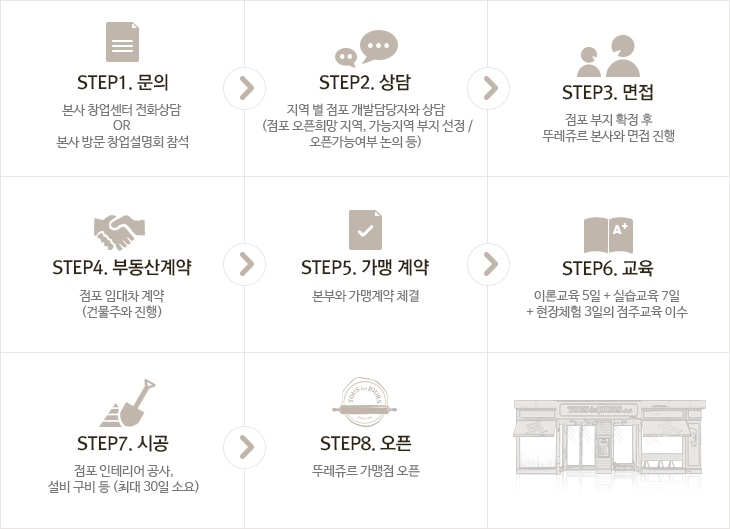 STEP1. 문의
본사 창업센터 전화상담
OR
본사 방문 창업설명회 참석
STEP2. 상담
지역 별 점포 개발담당자와 상담
(점포 오픈희망 지역, 가능지역 부지 선정 /
오픈가능여부 논의 등)
STEP3. 면접
점포 부지 확정 후
뚜레쥬르 본사와 면접 진행
STEP4. 부동산계약
점포 임대차 계약
(건물주와 진행)
STEP5. 가맹 계약
본부와 가맹계약 체결
A+
STEP6. 교육
이론교육 5일 + 실습교육 7일
+ 현장체험 3일의 점주교육 이수
STEP7. 시공
점포 인테리어 공사,
설비 구비 등 (최대 30일 소요)
TOUS les JOURS
STEP8. 오픈
뚜레쥬르 가맹점 오픈
TOUS les JOURS